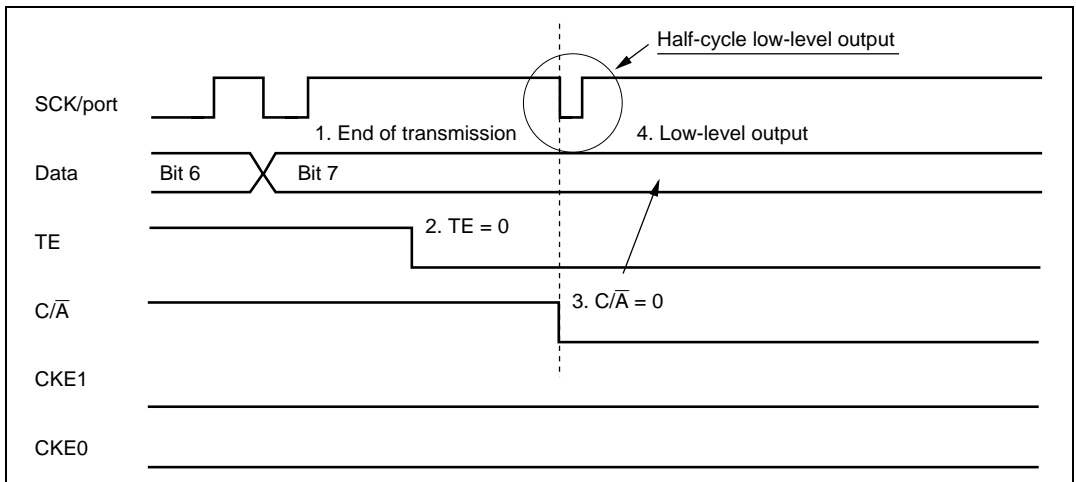 Half-cycle low-level output
SCK/port
1. End of transmission
4. Low-level output
Data
Bit 6
Bit 7
TE
2. TE = 0
C/A̅
3. C/A̅ = 0
CKE1
CKE0